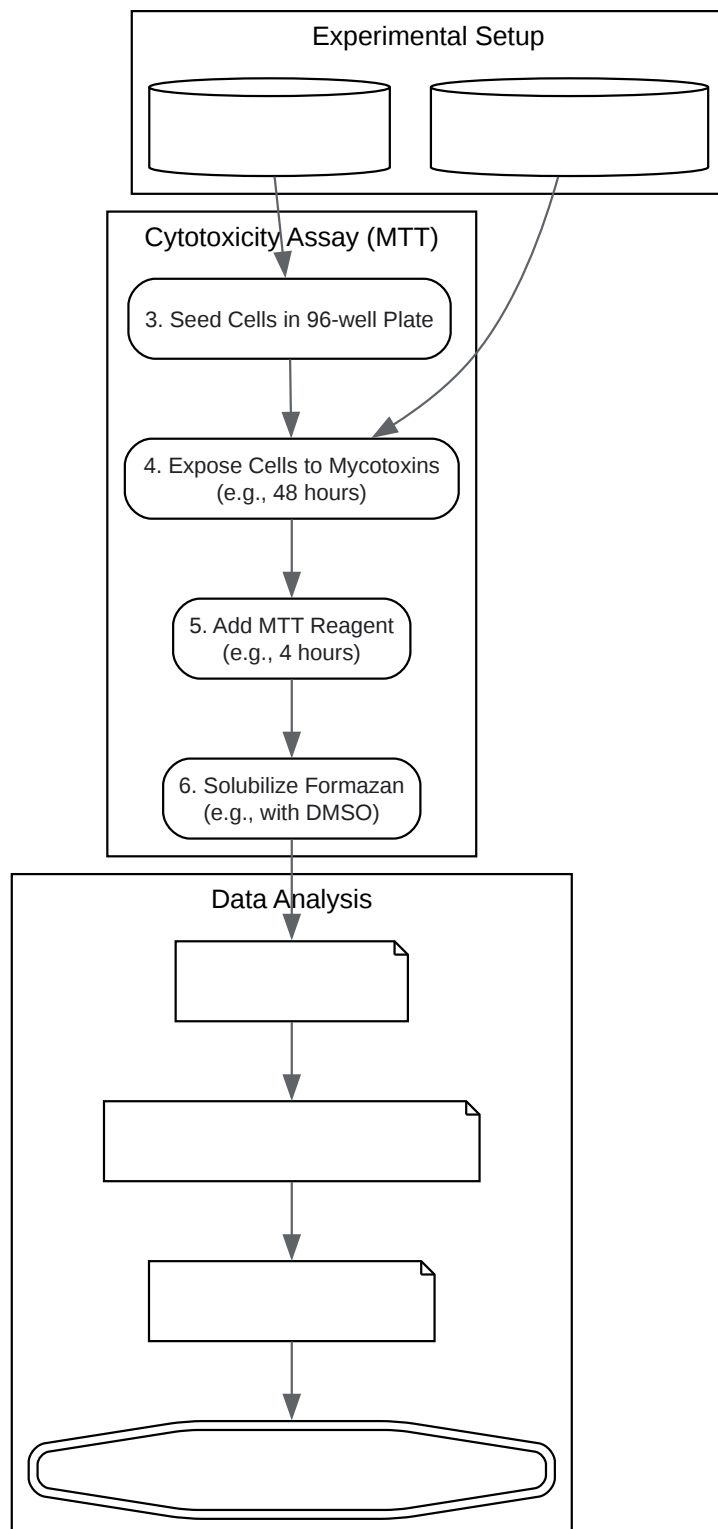 Experimental Setup
Cytotoxicity Assay (MTT)
3. Seed Cells in 96-well Plate
4. Expose Cells to Mycotoxins
(e.g., 48 hours)
5. Add MTT Reagent
(e.g., 4 hours)
6. Solubilize Formazan
(e.g., with DMSO)
Data Analysis